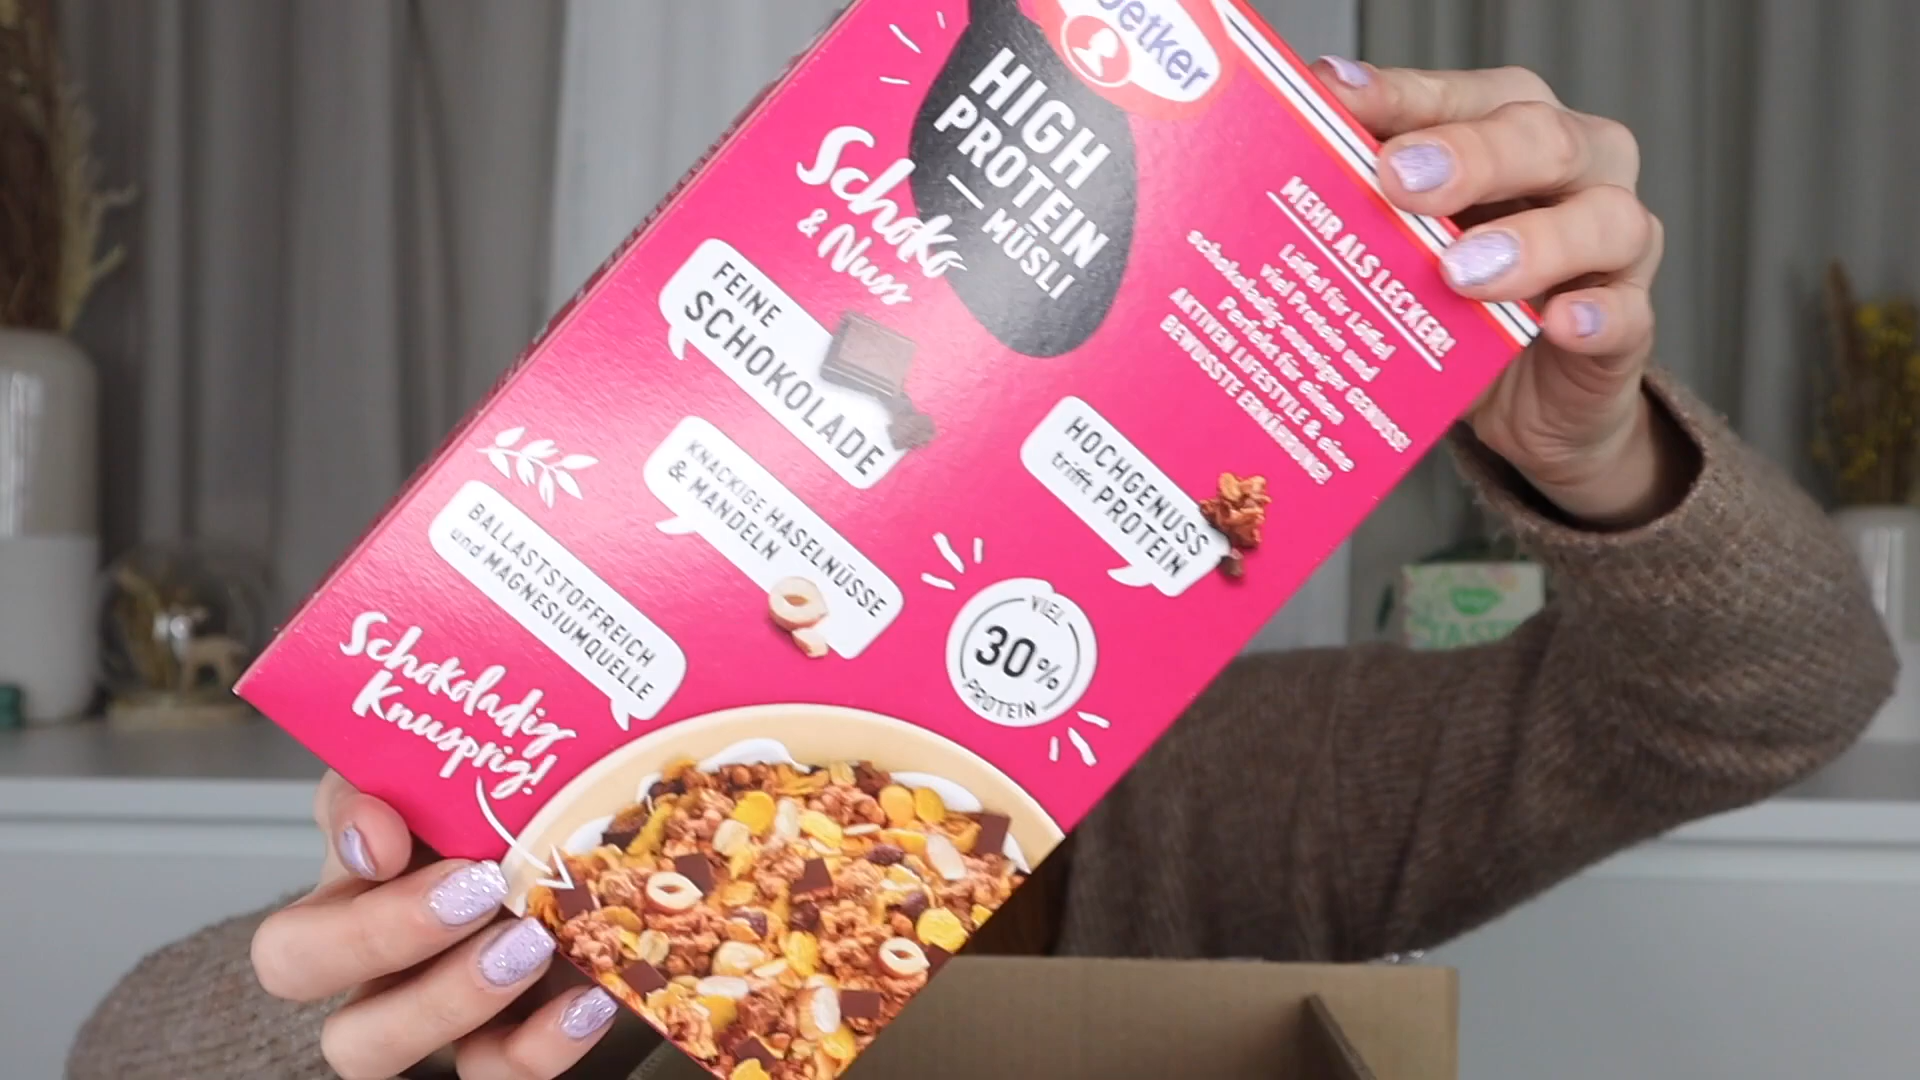 oetker
HIGH
PROTEIN
MÜSLI
Schoko
& Nuss
MEHR ALS LECKER!
Löffel für Löffel
viel Protein und
schokoladig-nussiger GENUSS!
Perfekt für einen
AKTIVEN LIFESTYLE & eine
BEWUSSTE ERNÄHRUNG!
FEINE
SCHOKOLADE
HOCHGENUSS
trifft PROTEIN
KNACKIGE HASELNÜSSE
& MANDELN
BALLASTSTOFFREICH
und MAGNESIUMQUELLE
VIEL
30%
PROTEIN
Schokoladig
Knusprig!